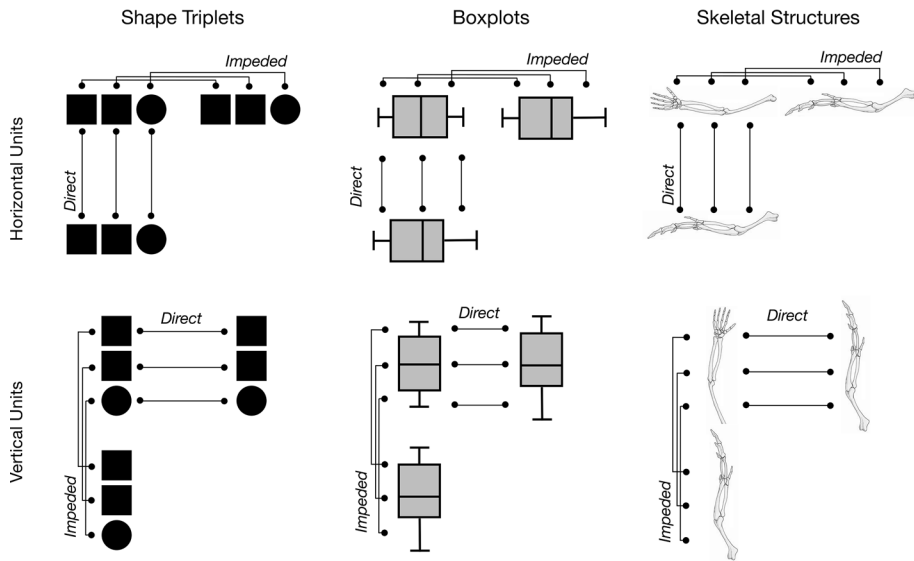 Shape Triplets
Boxplots
Skeletal Structures
Horizontal Units
Impeded
Direct
Impeded
Direct
Impeded
Direct
Vertical Units
Direct
Impeded
Direct
Impeded
Direct
Impeded